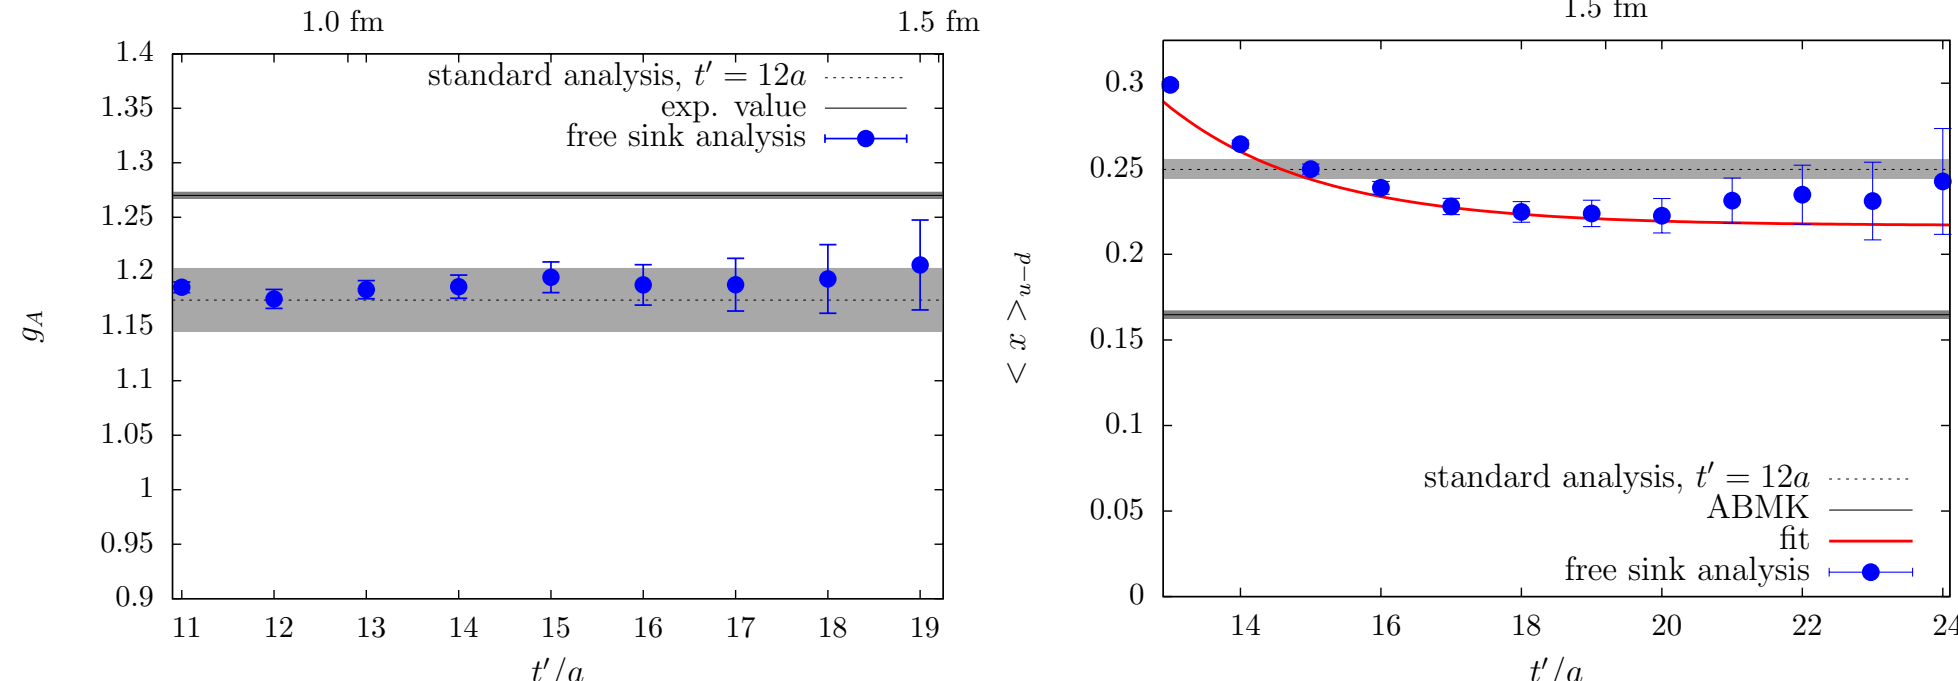 1.0 fm 1.5 fm
1.4
1.35
1.3
1.25
1.2
1.15
1.1
1.05
1
0.95
0.9
g_A
standard analysis, t′ = 12a
exp. value
free sink analysis
11 12 13 14 15 16 17 18 19
t′/a
1.5 fm
0.3
0.25
0.2
0.15
0.1
0.05
0
< x >_{u−d}
standard analysis, t′ = 12a
ABMK
fit
free sink analysis
14 16 18 20 22 24
t′/a